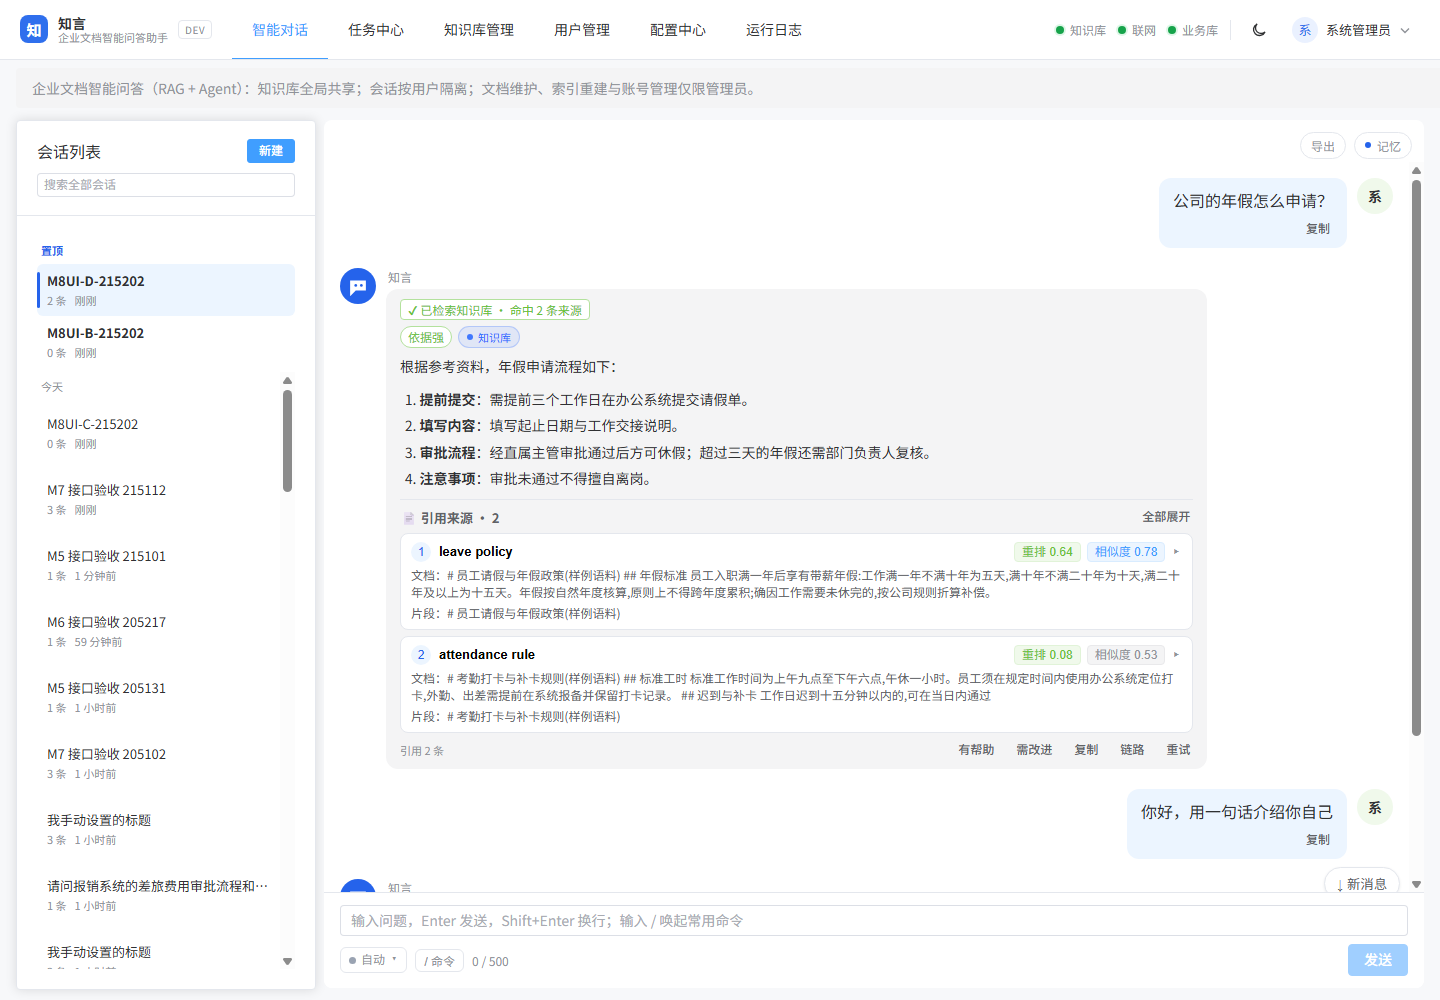 知
知言
企业文档智能问答助手
DEV
智能对话
任务中心
知识库管理
用户管理
配置中心
运行日志
知识库
联网
业务库
系
系统管理员
企业文档智能问答（RAG + Agent）：知识库全局共享；会话按用户隔离；文档维护、索引重建与账号管理仅限管理员。
会话列表
新建
搜索全部会话
置顶
M8UI-D-215202
2 条 刚刚
M8UI-B-215202
0 条 刚刚
今天
M8UI-C-215202
0 条 刚刚
M7 接口验收 215112
3 条 刚刚
M5 接口验收 215101
1 条 1 分钟前
M6 接口验收 205217
1 条 59 分钟前
M5 接口验收 205131
1 条 1 小时前
M7 接口验收 205102
3 条 1 小时前
我手动设置的标题
3 条 1 小时前
请问报销系统的差旅费用审批流程和…
1 条 1 小时前
我手动设置的标题
导出
记忆
公司的年假怎么申请？
复制
系
知言
✓ 已检索知识库 · 命中 2 条来源
依据强
知识库
根据参考资料，年假申请流程如下：
1. 提前提交：需提前三个工作日在办公系统提交请假单。
2. 填写内容：填写起止日期与工作交接说明。
3. 审批流程：经直属主管审批通过后方可休假；超过三天的年假还需部门负责人复核。
4. 注意事项：审批未通过不得擅自离岗。
引用来源 · 2
全部展开
1 leave policy
重排 0.64
相似度 0.78
文档：# 员工请假与年假政策(样例语料) ## 年假标准 员工入职满一年后享有带薪年假:工作满一年不满十年为五天,满十年不满二十年为十天,满二十
年及以上为十五天。年假按自然年度核算,原则上不得跨年度累积;确因工作需要未休完的,按公司规则折算补偿。
片段：# 员工请假与年假政策(样例语料)
2 attendance rule
重排 0.08
相似度 0.53
文档：# 考勤打卡与补卡规则(样例语料) ## 标准工时 标准工作时间为上午九点至下午六点,午休一小时。员工须在规定时间内使用办公系统定位打
卡,外勤、出差需提前在系统报备并保留打卡记录。 ## 迟到与补卡 工作日迟到十五分钟以内的,可在当日内通过
片段：# 考勤打卡与补卡规则(样例语料)
引用 2 条
有帮助
需改进
复制
链路
重试
你好，用一句话介绍你自己
复制
系
知言
↓ 新消息
输入问题，Enter 发送，Shift+Enter 换行；输入 / 唤起常用命令
自动
/ 命令
0 / 500
发送